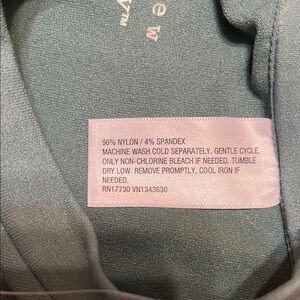 e w
Y™
96% NYLON / 4% SPANDEX
MACHINE WASH COLD SEPARATELY. GENTLE CYCLE.
ONLY NON-CHLORINE BLEACH IF NEEDED. TUMBLE
DRY LOW. REMOVE PROMPTLY. COOL IRON IF
NEEDED.
RN17730 VN1343630